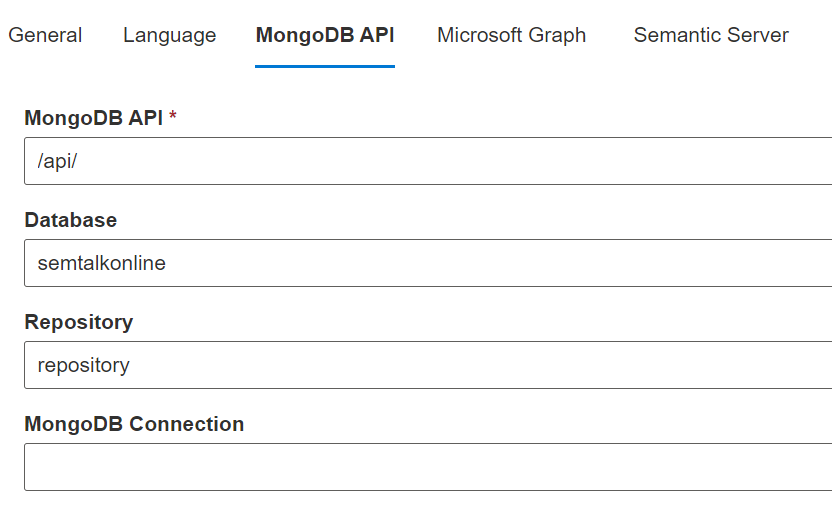 General Language MongoDB API Microsoft Graph Semantic Server
MongoDB API *
/api/
Database
semtalkonline
Repository
repository
MongoDB Connection